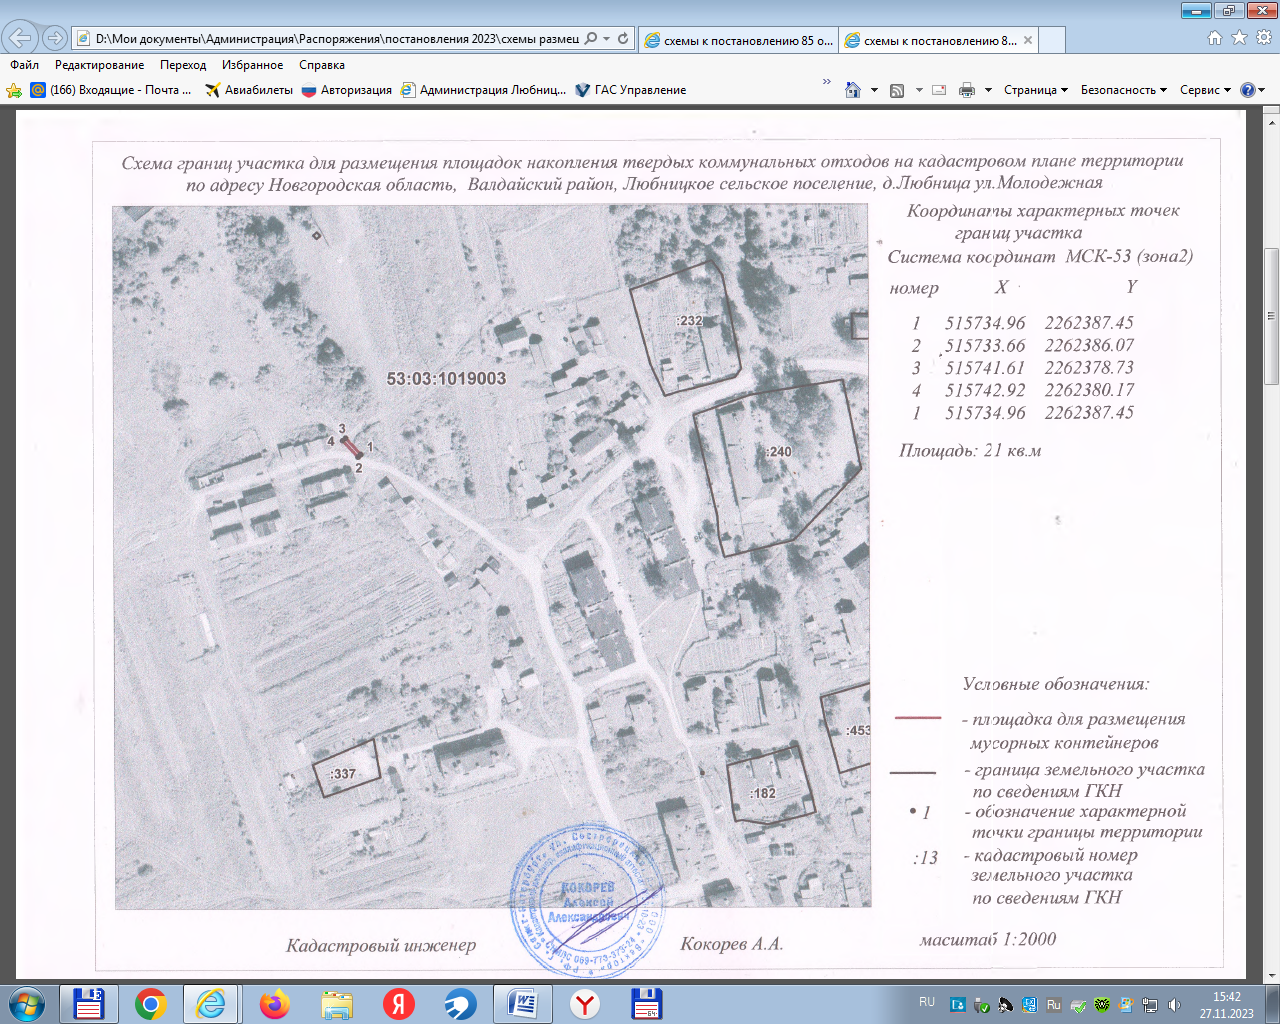 D:\Мои документы\Администрация\Распоряжения\постановления 2023\схемы размещ
схемы к постановлению 85 о...
схемы к постановлению 8...
Файл Редактирование Переход Избранное Справка
(166) Входящие - Почта ... Авиабилеты Авторизация Администрация Любниц... ГАС Управление
Страница Безопасность Сервис
Схема границ участка для размещения площадок накопления твердых коммунальных отходов на кадастровом плане территории
по адресу Новгородская область, Валдайский район, Любницкое сельское поселение, д.Любница ул.Молодежная
Координаты характерных точек
границ участка
Система координат МСК-53 (зона2)
номер X Y
1 515734.96 2262387.45
2 515733.66 2262386.07
3 515741.61 2262378.73
4 515742.92 2262380.17
1 515734.96 2262387.45
Площадь: 21 кв.м
:232
53:03:1019003
3
4
1
2
:240
:453
:337
:182
Условные обозначения:
- площадка для размещения
мусорных контейнеров
- граница земельного участка
по сведениям ГКН
1 - обозначение характерной
точки границы территории
:13 - кадастровый номер
земельного участка
по сведениям ГКН
масштаб 1:2000
КОКОРЕВ
Алексей
Александрович
Кадастровый инженер
Кокорев А.А.
RU
Ru
15:42
27.11.2023